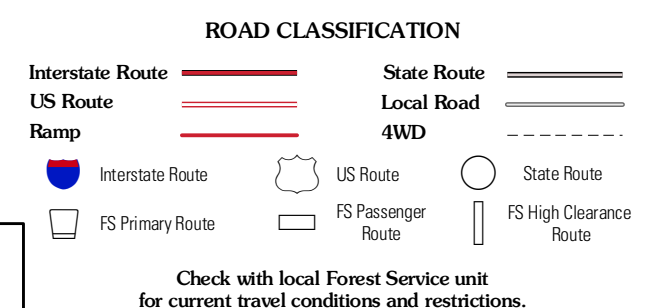 ROAD CLASSIFICATION
Interstate Route
State Route
US Route
Local Road
Ramp
4WD
Interstate Route
US Route
State Route
FS Primary Route
FS Passenger
Route
FS High Clearance
Route
Check with local Forest Service unit
for current travel conditions and restrictions.